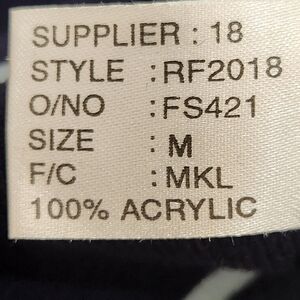 SUPPLIER : 18
STYLE : RF2018
O/NO : FS421
SIZE : M
F/C : MKL
100% ACRYLIC